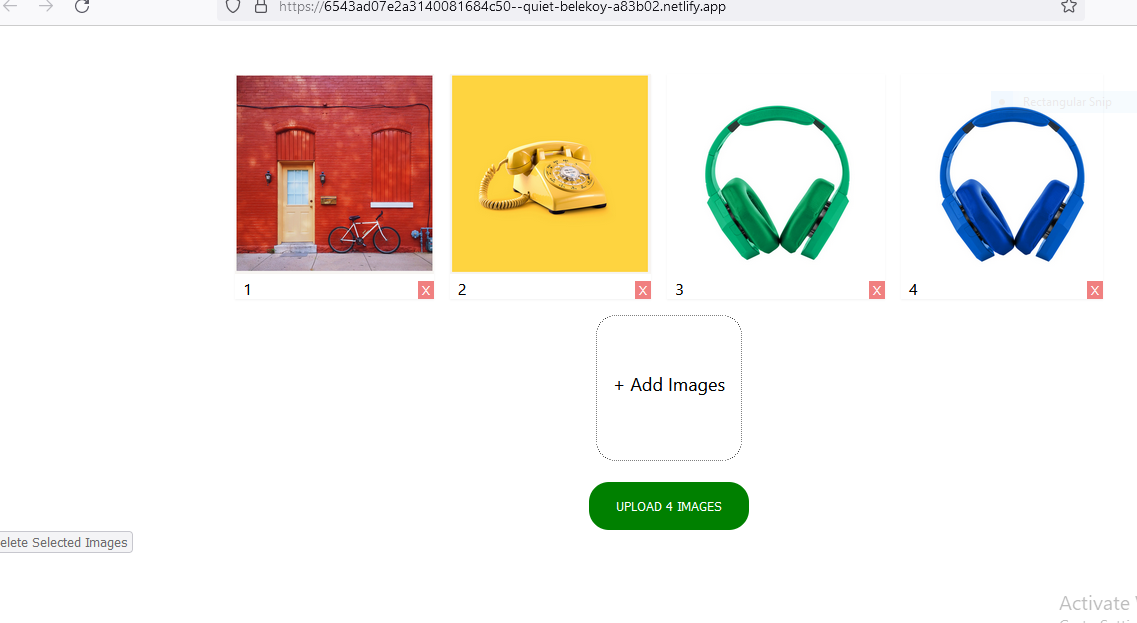 https://6543ad07e2a3140081684c50--quiet-belekoy-a83b02.netlify.app
Rectangular Snip
1 X 2 X 3 X 4 X
+ Add Images
UPLOAD 4 IMAGES
elete Selected Images
Activate